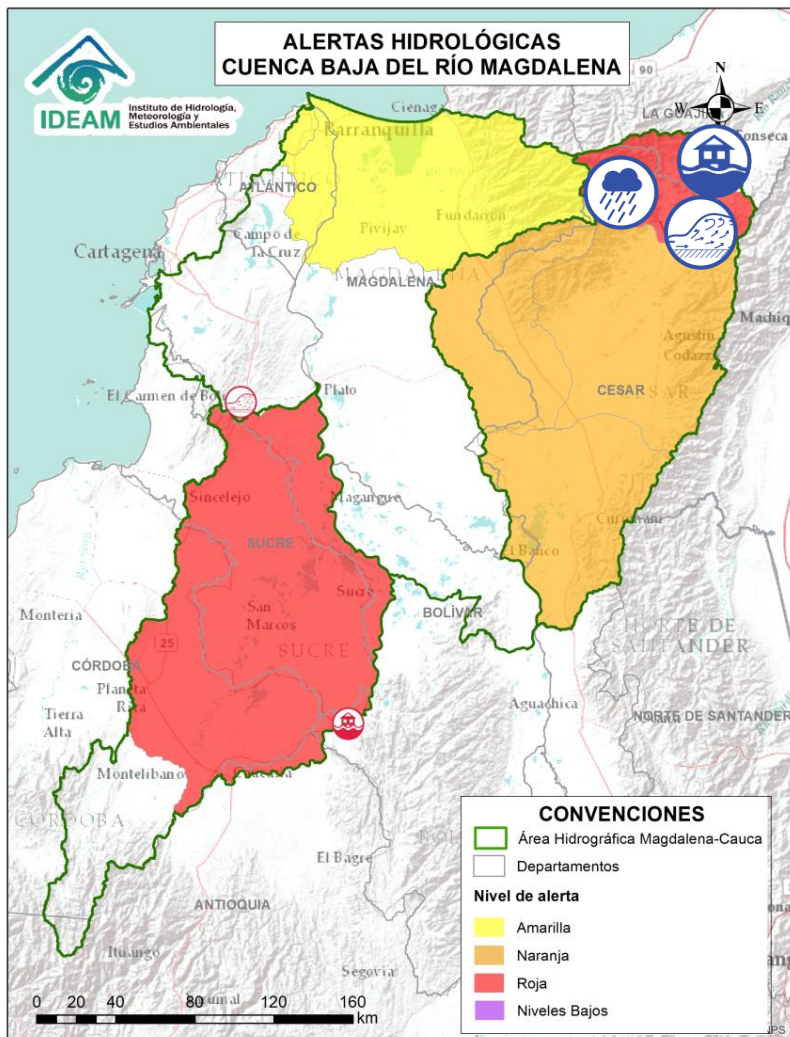 ALERTAS HIDROLÓGICAS
CUENCA BAJA DEL RÍO MAGDALENA
IDEAM
Instituto de Hidrología,
Meteorología y
Estudios Ambientales
N
W
E
90
LA GUAJIRA
Fonseca
Ciénaga
Barranquilla
ATLÁNTICO
Pivijay
Fundación
Cartagena
Campo de
la Cruz
MAGDALENA
MAGDALENA
Agustín
Codazzi
CESAR
El Carmen de
Plato
Sincelejo
Magangué
SUCRE
Curumaní
El Banco
Sucre
San
Marcos
BOLÍVAR
Montería
25
SUCRE
NORTE DE
SANTANDER
CÓRDOBA
Planeta
Rica
Tierra
Alta
Aguachica
NORTE DE SANTANDER
Montelíbano
CÓRDOBA
El Bagre
ANTIOQUIA
Ituango
Segovia
CONVENCIONES
Área Hidrográfica Magdalena-Cauca
Departamentos
Nivel de alerta
Amarilla
Naranja
Roja
Niveles Bajos
0 20 40 80 120 160
km